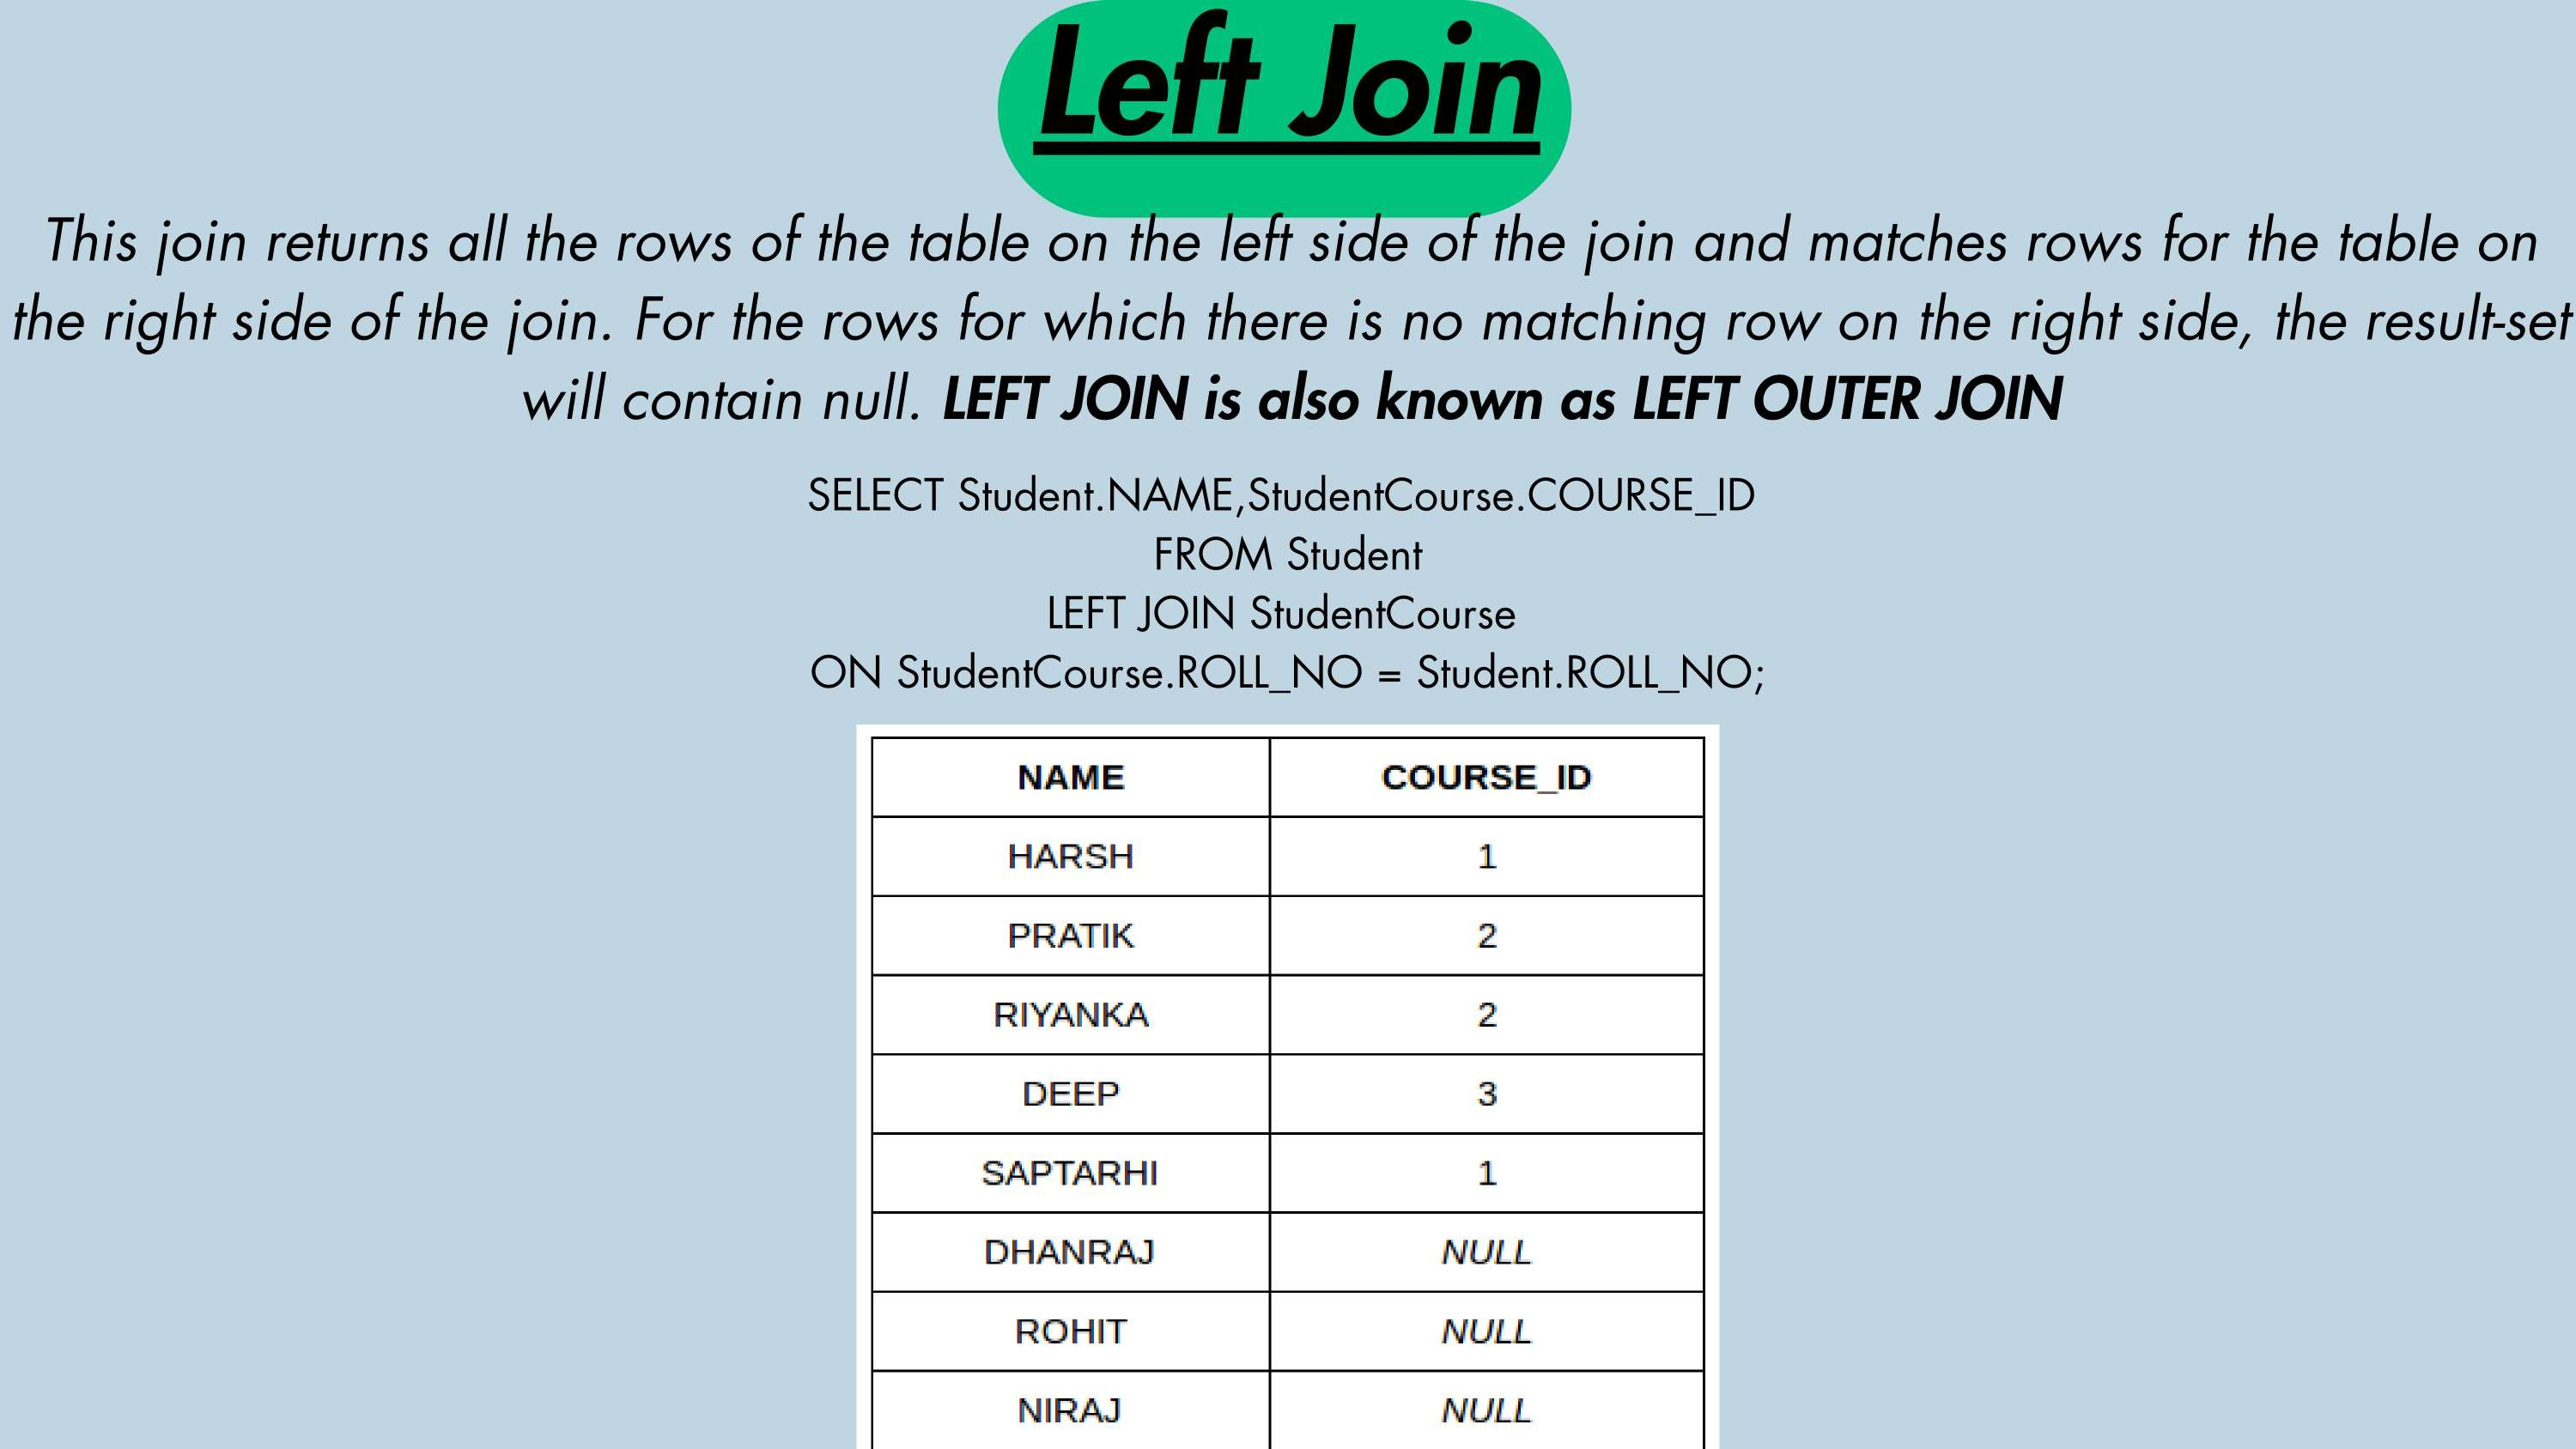 Left Join
This join returns all the rows of the table on the left side of the join and matches rows for the table on
the right side of the join. For the rows for which there is no matching row on the right side, the result-set
will contain null. LEFT JOIN is also known as LEFT OUTER JOIN
SELECT Student.NAME,StudentCourse.COURSE_ID
FROM Student
LEFT JOIN StudentCourse
ON StudentCourse.ROLL_NO = Student.ROLL_NO;
NAME COURSE_ID
HARSH 1
PRATIK 2
RIYANKA 2
DEEP 3
SAPTARHI 1
DHANRAJ NULL
ROHIT NULL
NIRAJ NULL